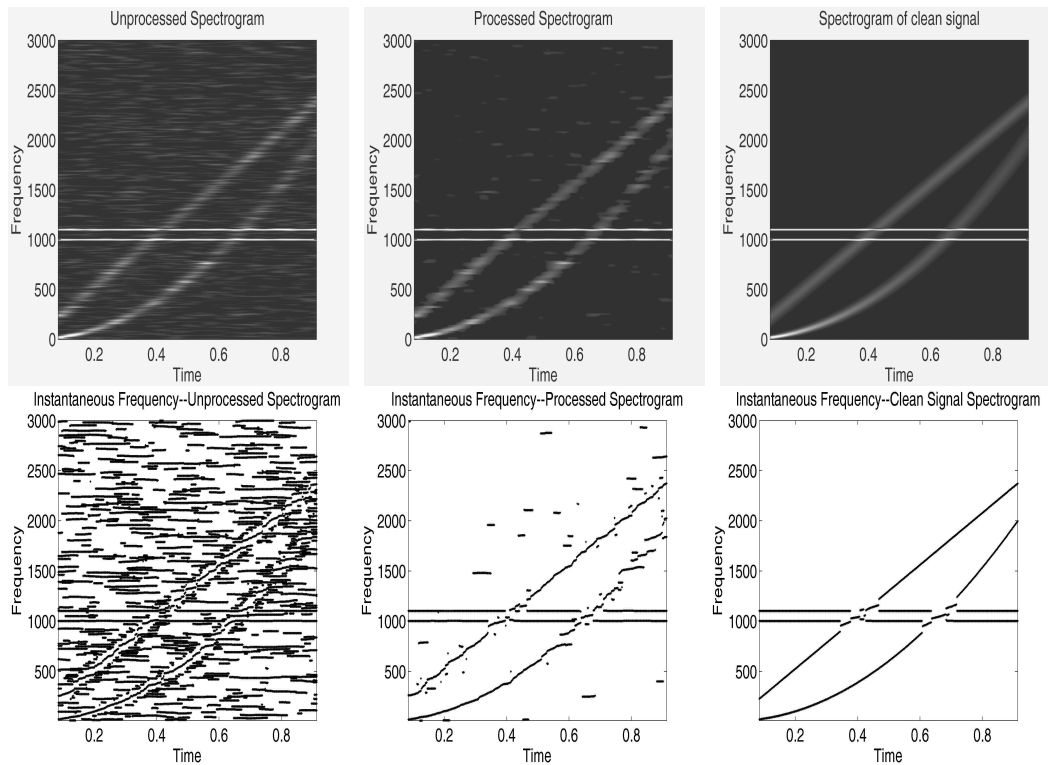 Unprocessed Spectrogram
3000
2500
2000
1500
1000
500
0
Frequency
0.2 0.4 0.6 0.8
Time
Processed Spectrogram
3000
2500
2000
1500
1000
500
0
Frequency
0.2 0.4 0.6 0.8
Time
Spectrogram of clean signal
3000
2500
2000
1500
1000
500
0
Frequency
0.2 0.4 0.6 0.8
Time
Instantaneous Frequency--Unprocessed Spectrogram
3000
2500
2000
1500
1000
500
Frequency
0.2 0.4 0.6 0.8
Time
Instantaneous Frequency--Processed Spectrogram
3000
2500
2000
1500
1000
500
Frequency
0.2 0.4 0.6 0.8
Time
Instantaneous Frequency--Clean Signal Spectrogram
3000
2500
2000
1500
1000
500
Frequency
0.2 0.4 0.6 0.8
Time